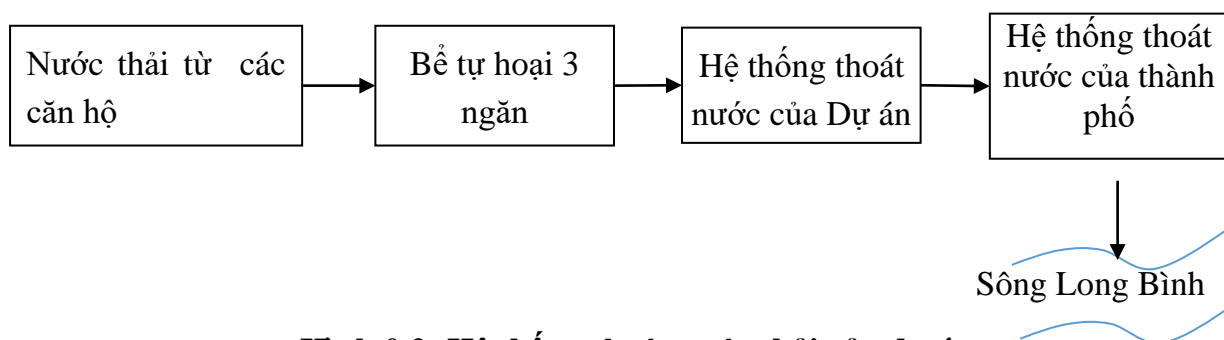 Nước thải từ các
căn hộ
Bể tự hoại 3
ngăn
Hệ thống thoát
nước của Dự án
Hệ thống thoát
nước của thành
phố
Sông Long Bình